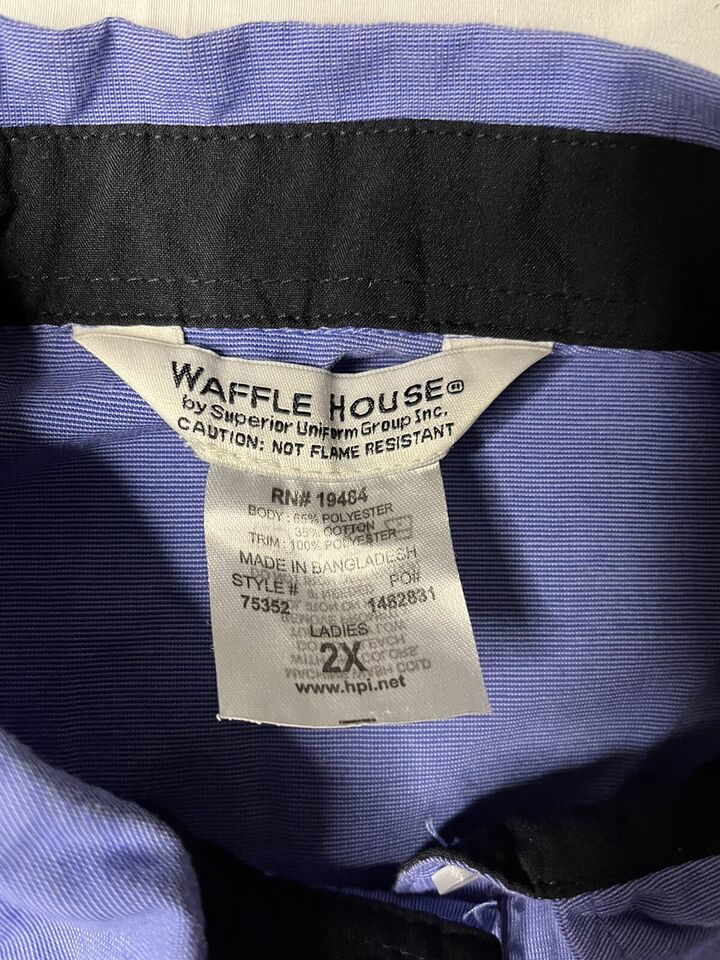 WAFFLE HOUSE®
by Superior Uniform Group Inc.
CAUTION: NOT FLAME RESISTANT
RN# 19484
BODY : 65% POLYESTER
35% COTTON
TRIM : 100% POLYESTER
MADE IN BANGLADESH
STYLE # PO#
75352 1482831
LADIES
2X
www.hpi.net